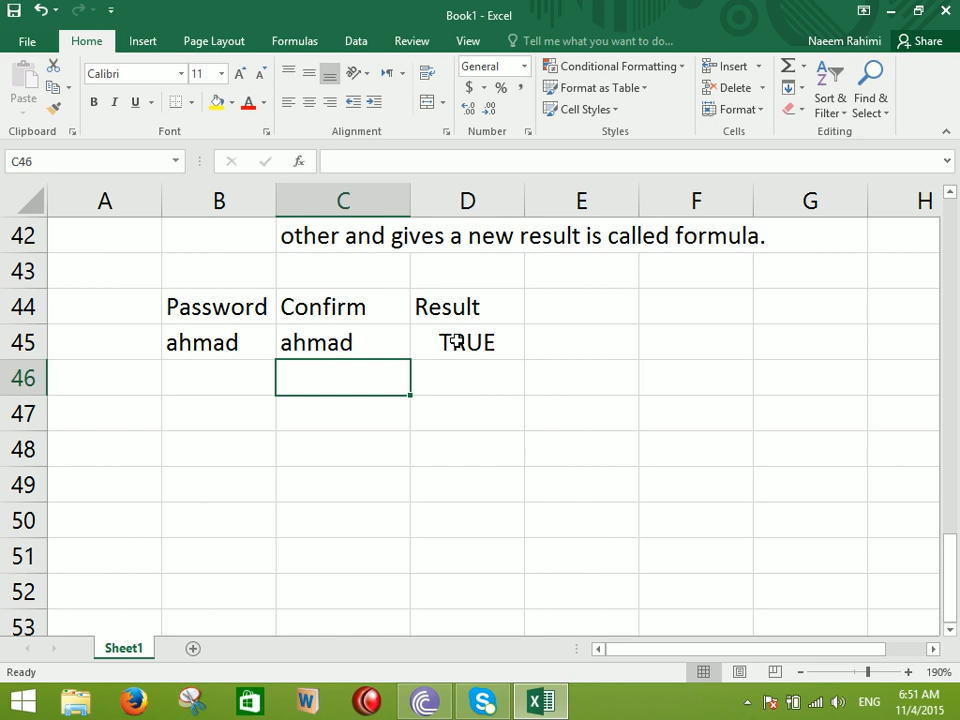 Book1 - Excel
File Home Insert Page Layout Formulas Data Review View Tell me what you want to do... Naeem Rahimi Share
Paste
Calibri 11
B I U A
General
$ %
Conditional Formatting
Format as Table
Cell Styles
Insert
Delete
Format
Sort & Filter
Find & Select
Clipboard Font Alignment Number Styles Cells Editing
C46 fx
A B C D E F G H
42 other and gives a new result is called formula.
43
44 Password Confirm Result
45 ahmad ahmad TRUE
46
47
48
49
50
51
52
53
Sheet1
Ready 190%
ENG 6:51 AM
11/4/2015